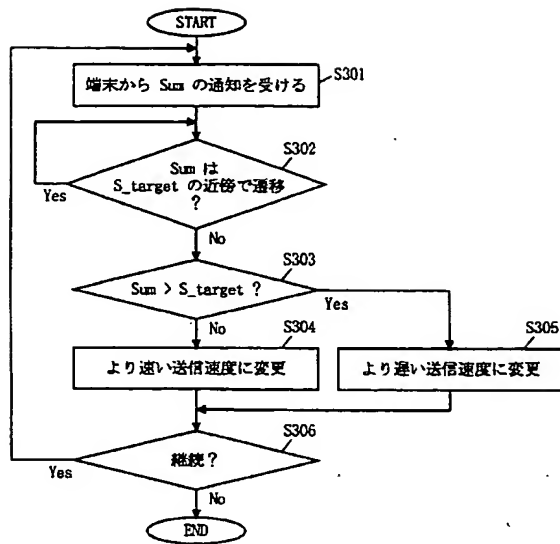 START
端末から Sum の通知を受ける
S301
S302
Sum は
S_target の近傍で遷移
?
Yes
No
S303
Sum > S_target ?
Yes
No
S304
より速い送信速度に変更
S305
より遅い送信速度に変更
S306
継続?
Yes
No
END